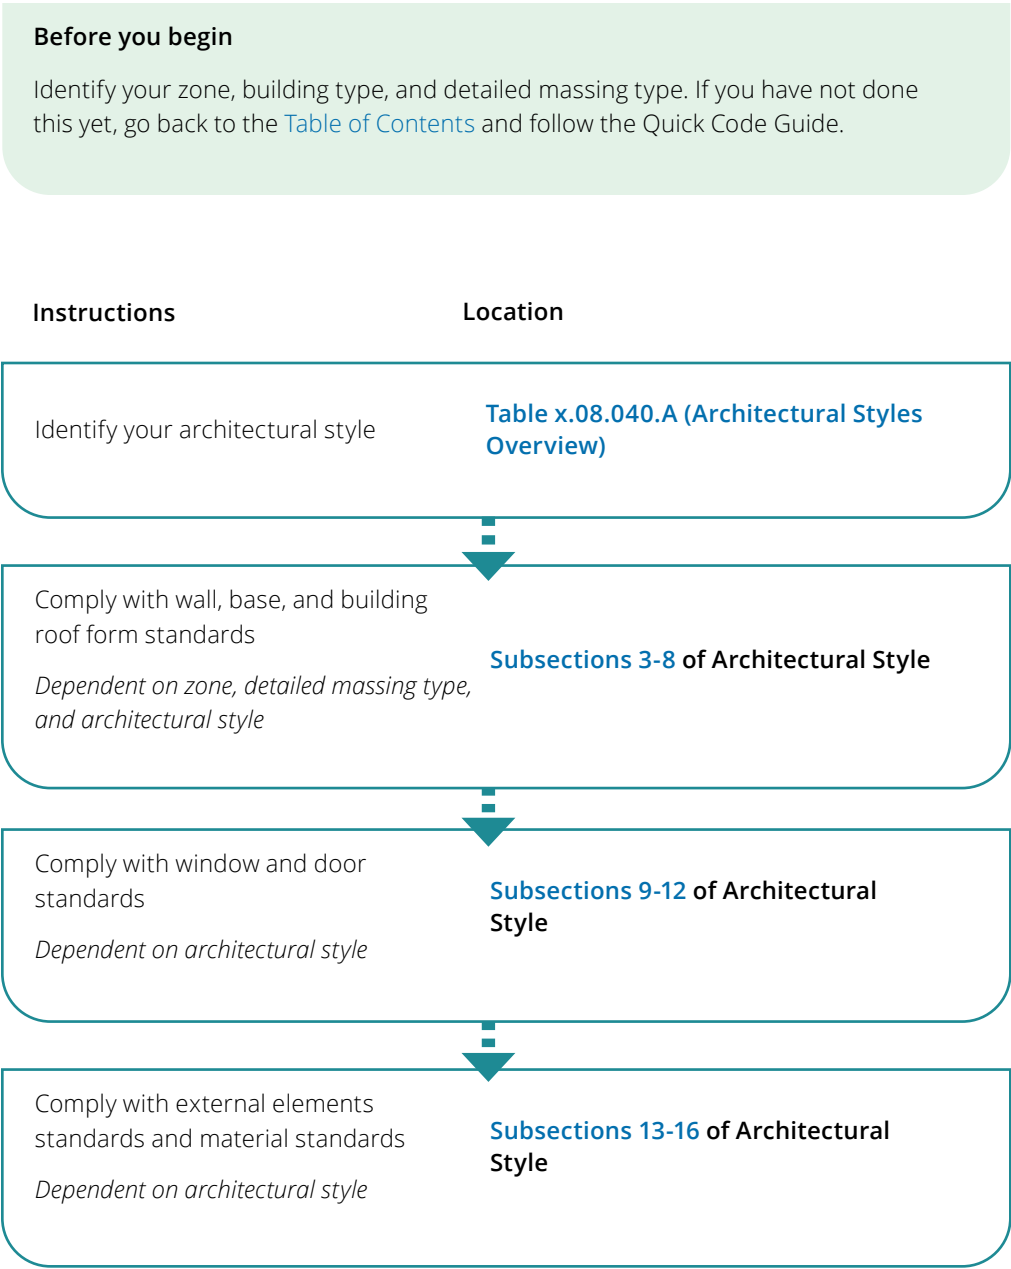 Before you begin
Identify your zone, building type, and detailed massing type. If you have not done
this yet, go back to the Table of Contents and follow the Quick Code Guide.
Instructions
Location
Identify your architectural style
Table x.08.040.A (Architectural Styles
Overview)
Comply with wall, base, and building
roof form standards
Dependent on zone, detailed massing type,
and architectural style
Subsections 3-8 of Architectural Style
Comply with window and door
standards
Dependent on architectural style
Subsections 9-12 of Architectural
Style
Comply with external elements
standards and material standards
Dependent on architectural style
Subsections 13-16 of Architectural
Style